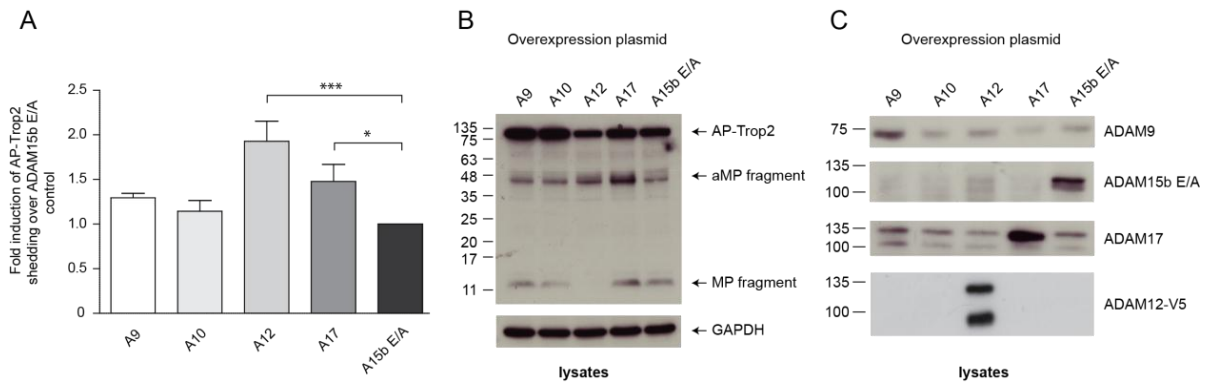 A
Fold induction of AP-Trop2
shedding over ADAM15b E/A
control
2.5
2.0
1.5
1.0
1.5
0
***
*
A9
A10
A12
A17
A15b E/A
B
Overexpression plasmid
A9
A10
A12
A17
A15b E/A
135
75
63
48
35
25
20
17
11
← AP-Trop2
← aMP fragment
← MP fragment
← GAPDH
lysates
C
Overexpression plasmid
A9
A10
A12
A17
A15b E/A
75
ADAM9
135
100
ADAM15b E/A
135
100
ADAM17
135
100
ADAM12-V5
lysates